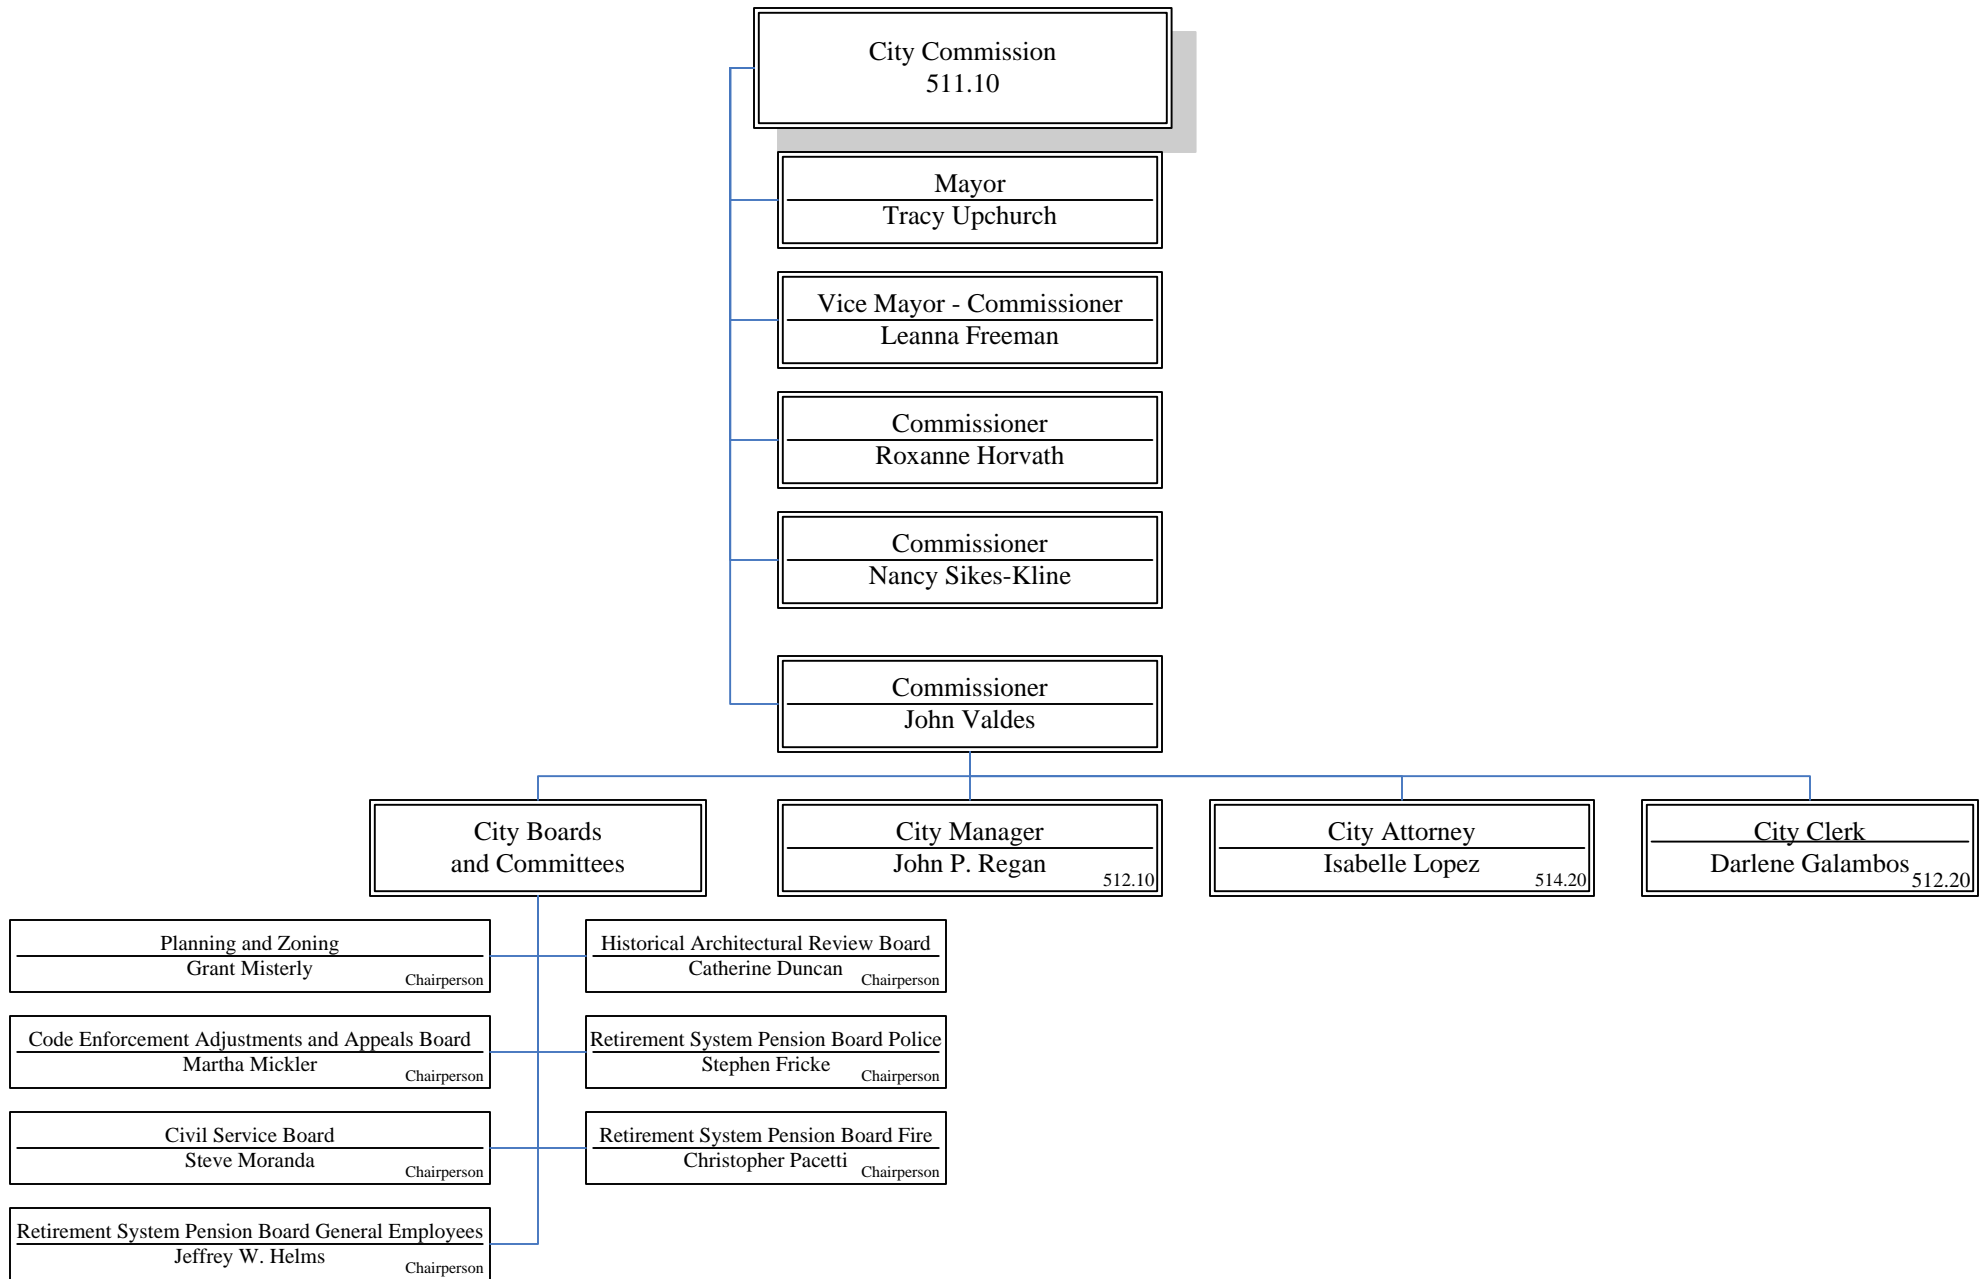 City Commission
511.10
Mayor
Tracy Upchurch
Vice Mayor - Commissioner
Leanna Freeman
Commissioner
Roxanne Horvath
Commissioner
Nancy Sikes-Kline
Commissioner
John Valdes
City Boards
and Committees
City Manager
John P. Regan
512.10
City Attorney
Isabelle Lopez
514.20
City Clerk
Darlene Galambos
512.20
Planning and Zoning
Grant Misterly
Chairperson
Historical Architectural Review Board
Catherine Duncan
Chairperson
Code Enforcement Adjustments and Appeals Board
Martha Mickler
Chairperson
Retirement System Pension Board Police
Stephen Fricke
Chairperson
Civil Service Board
Steve Moranda
Chairperson
Retirement System Pension Board Fire
Christopher Pacetti
Chairperson
Retirement System Pension Board General Employees
Jeffrey W. Helms
Chairperson